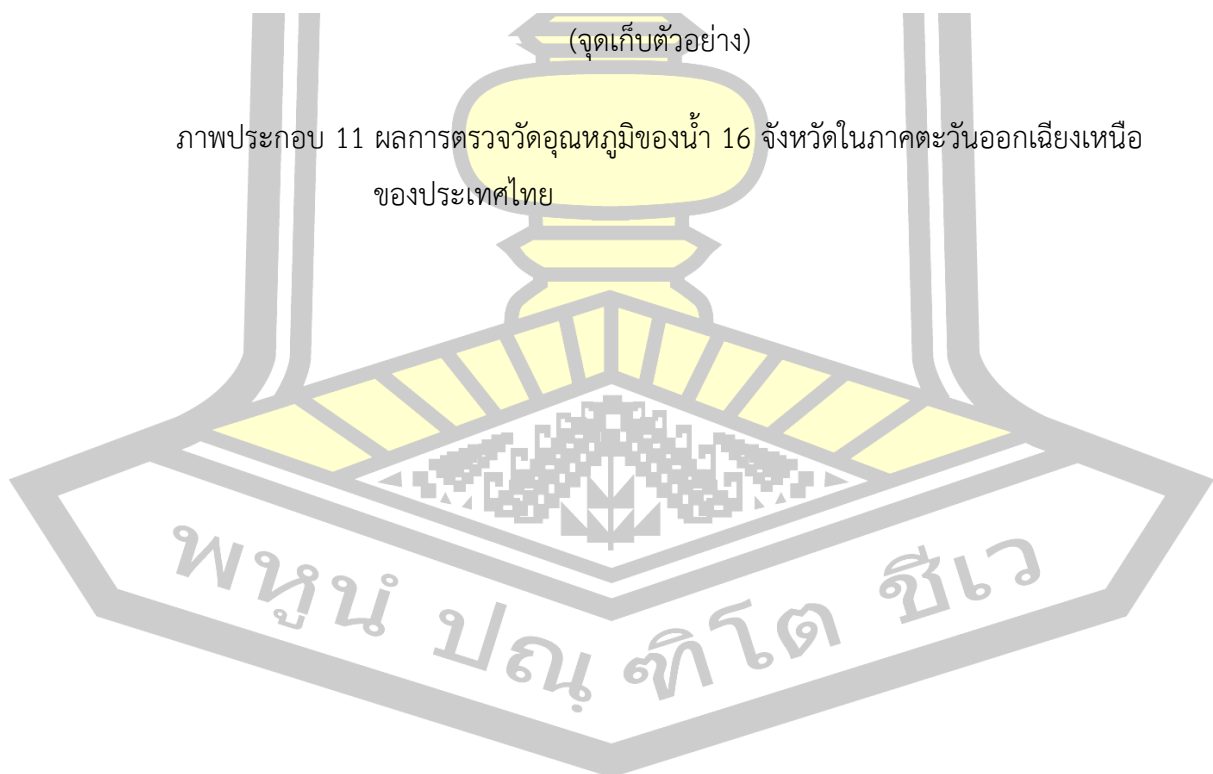 (จุดเก็บตัวอย่าง)
ภาพประกอบ 11 ผลการตรวจวัดอุณหภูมิของน้ำ 16 จังหวัดในภาคตะวันออกเฉียงเหนือ
ของประเทศไทย
พหูนํ ปณฺฑิโต ชีเว